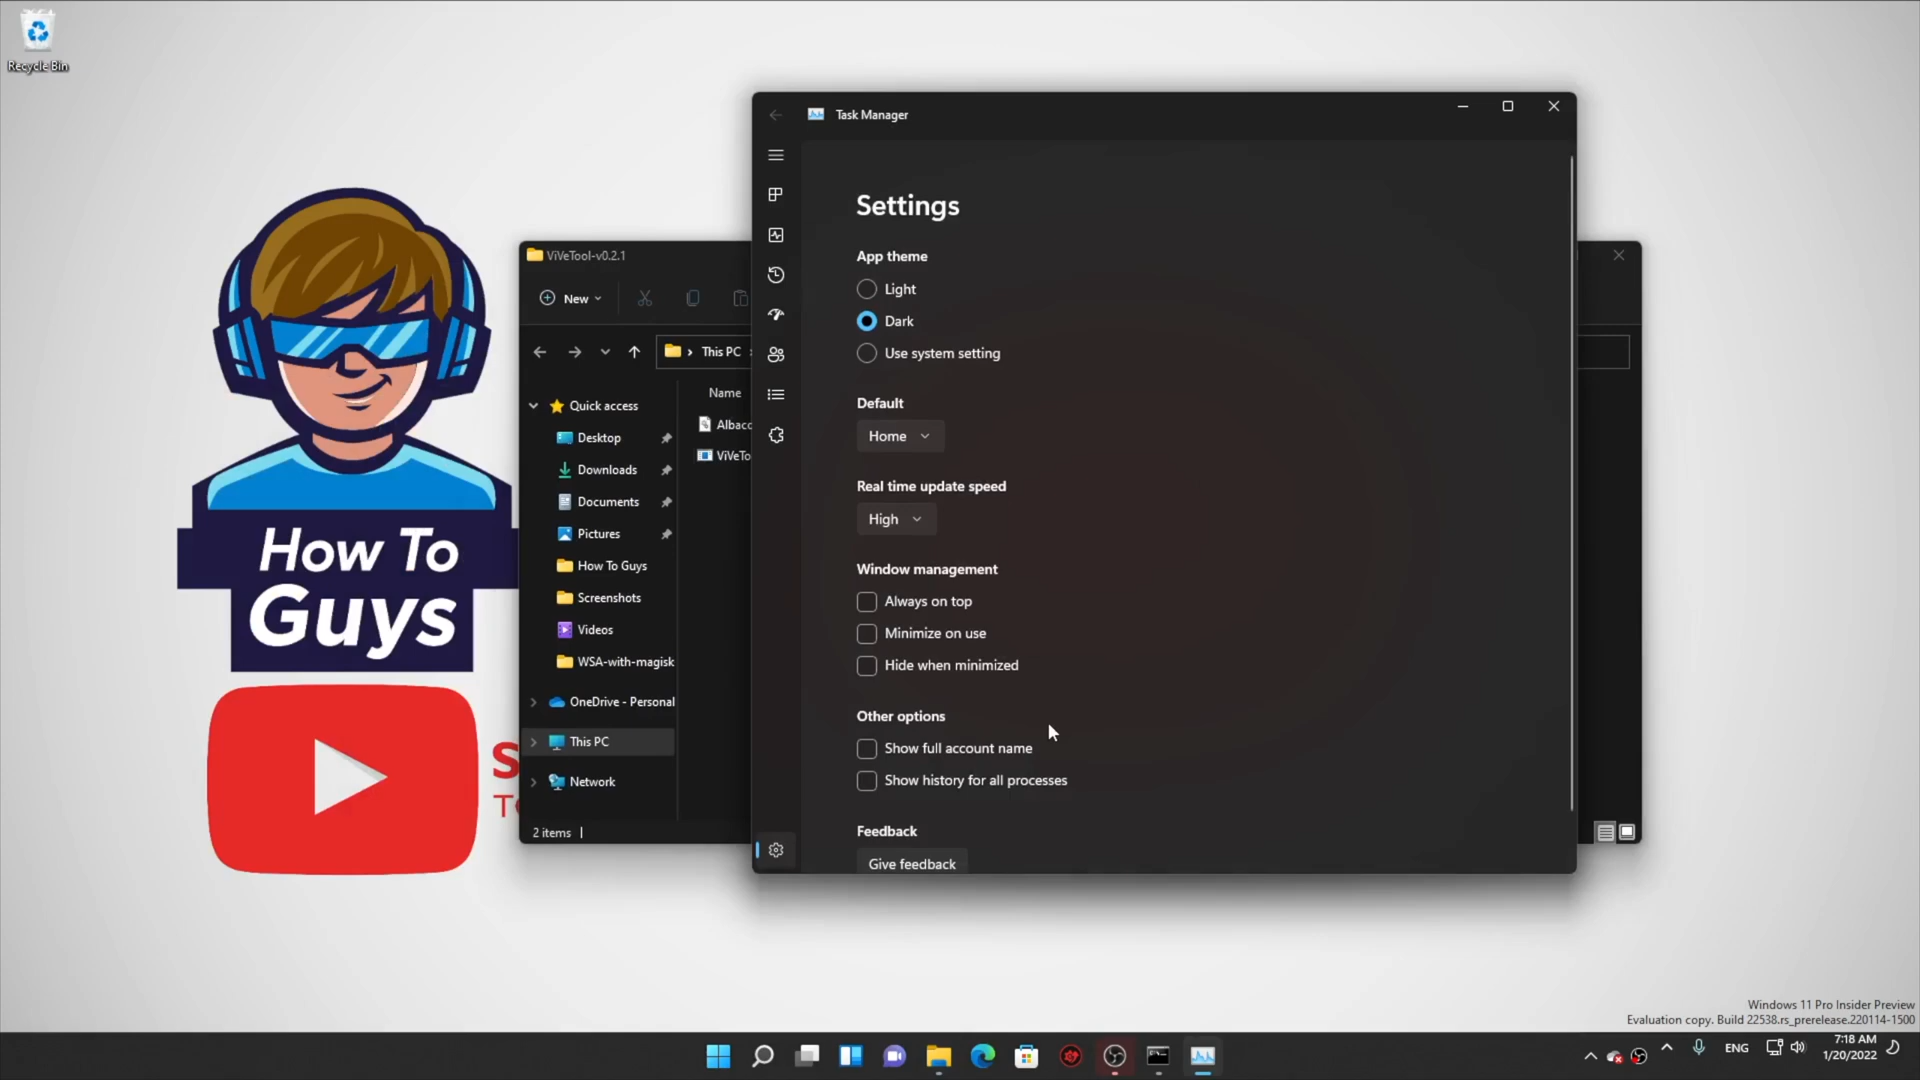 Recycle Bin
How To
Guys
S
ViVeTool-v0.2.1
New
This PC
Name
Quick access
Desktop
Downloads
Documents
Pictures
How To Guys
Screenshots
Videos
WSA-with-magisk
OneDrive - Personal
This PC
Network
2 items
Task Manager
Settings
App theme
Light
Dark
Use system setting
Default
Home
Real time update speed
High
Window management
Always on top
Minimize on use
Hide when minimized
Other options
Show full account name
Show history for all processes
Feedback
Give feedback
Windows 11 Pro Insider Preview
Evaluation copy. Build 22538.rs_prerelease.220114-1500
ENG
7:18 AM
1/20/2022